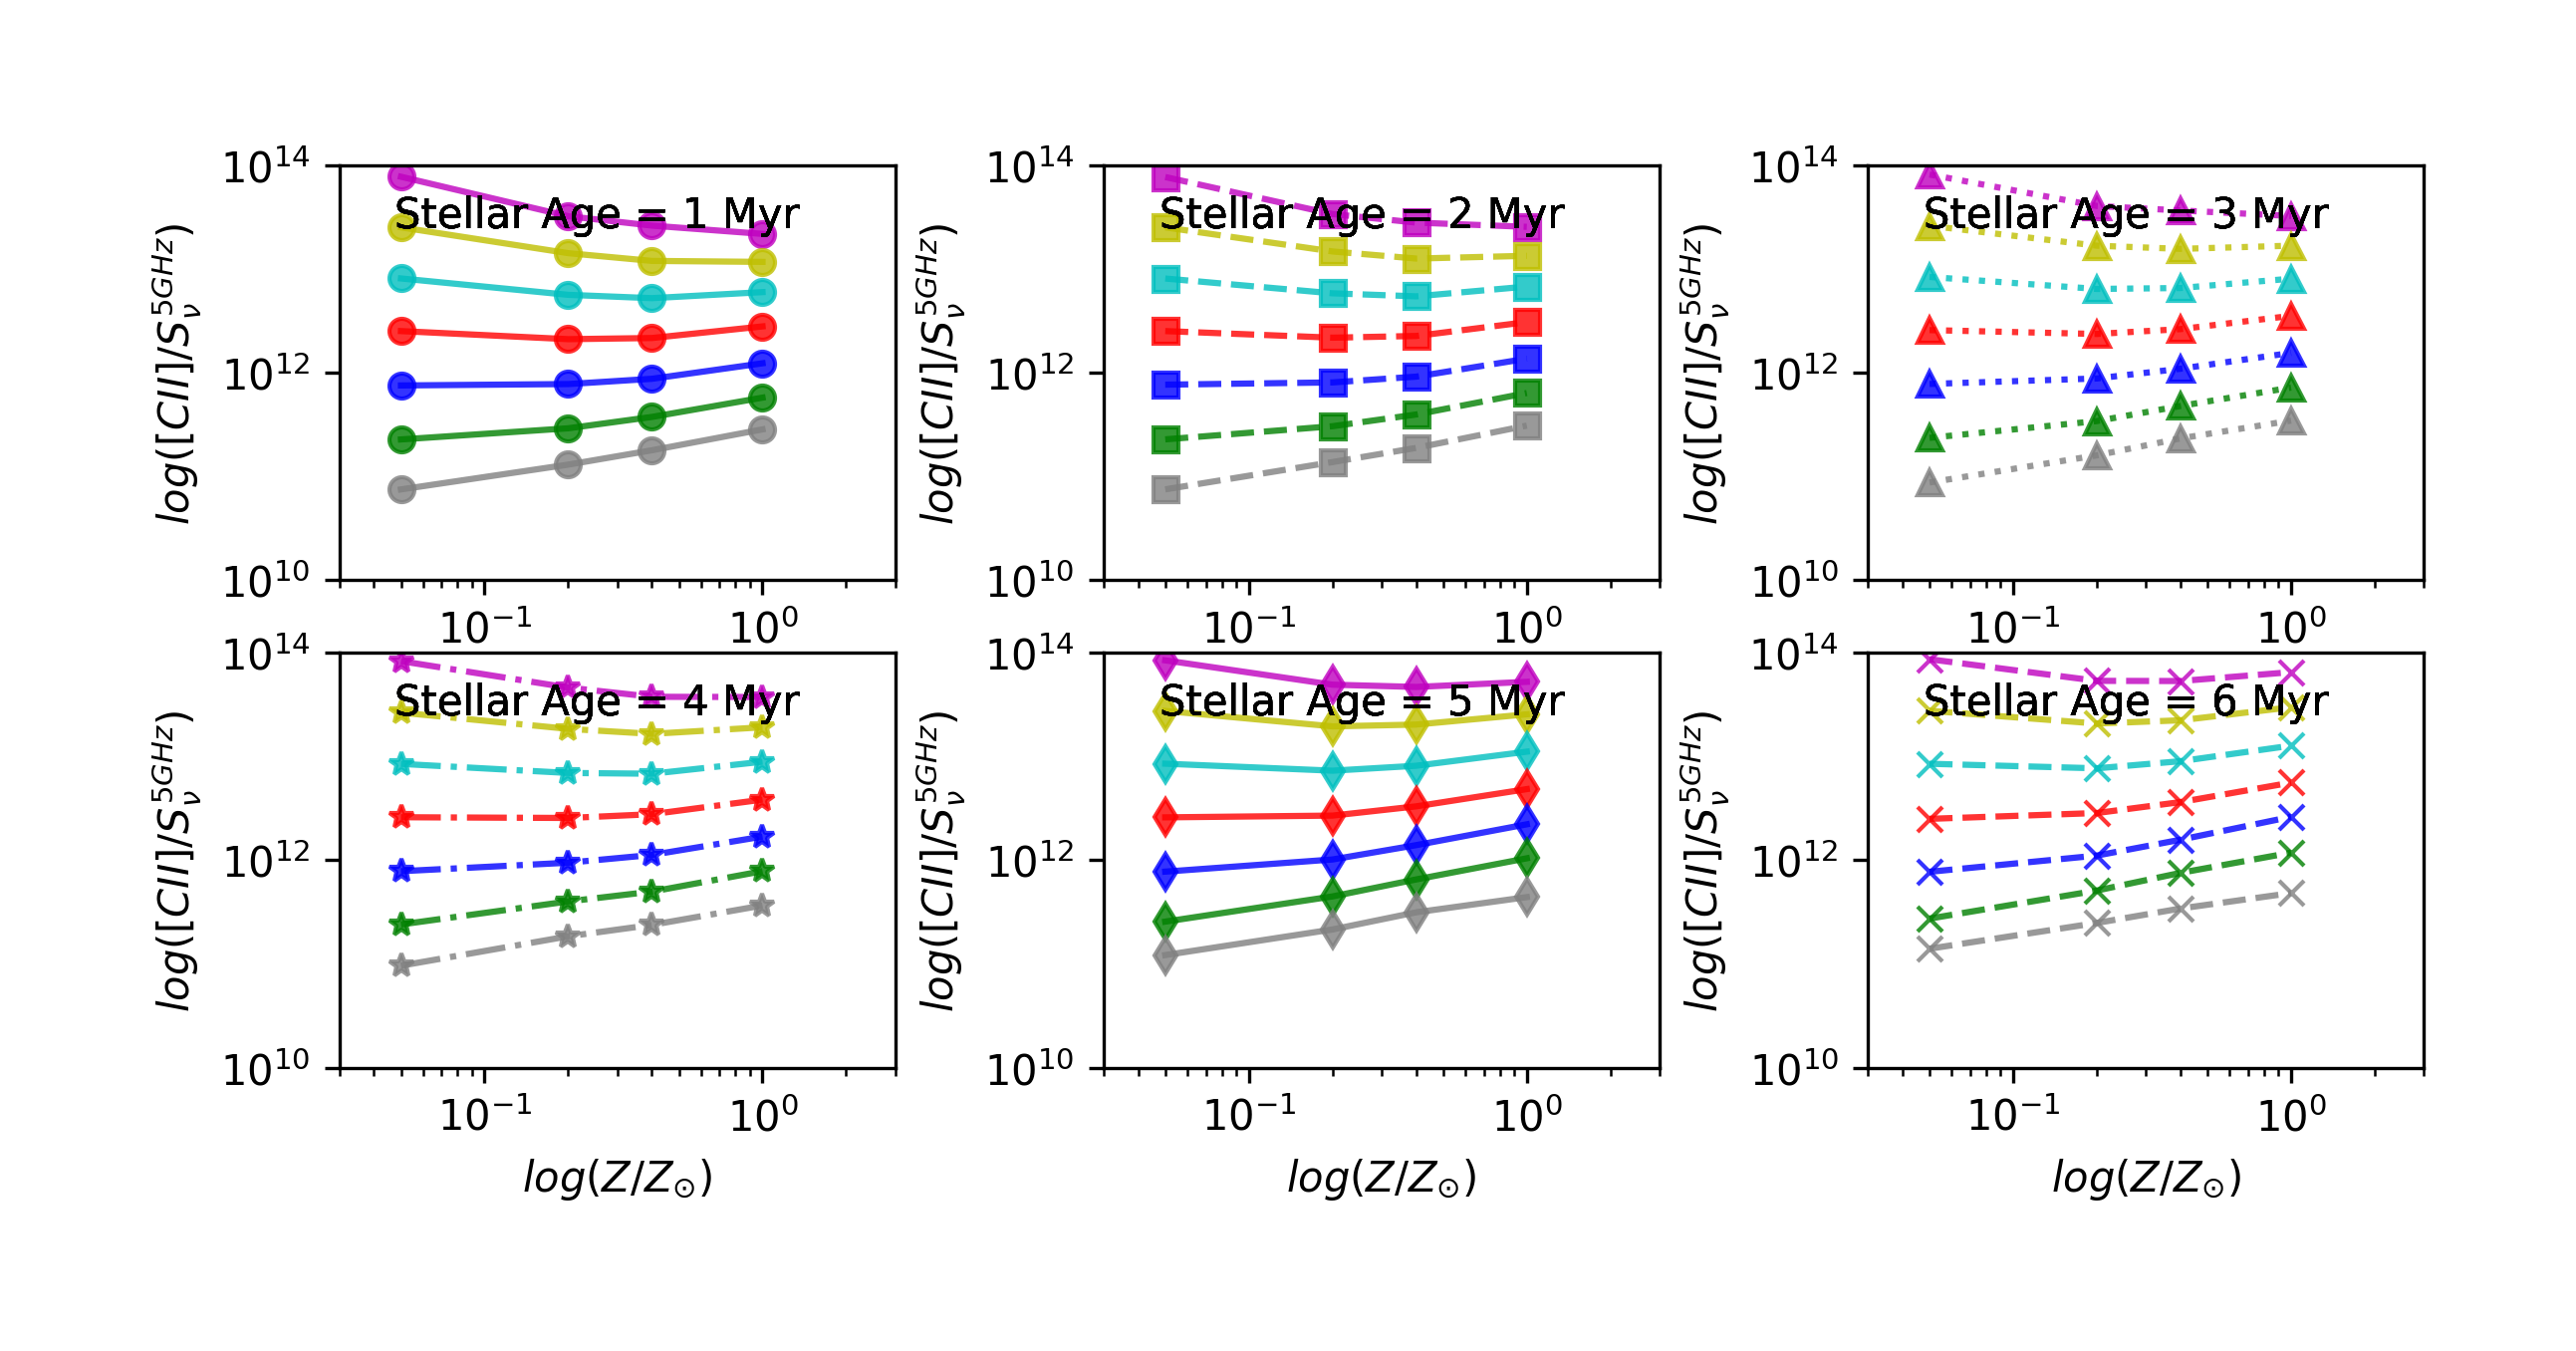 10^14
Stellar Age = 1 Myr
log([CII]/S_ν^5GHz)
10^12
10^10
10^−1 10^0
10^14
Stellar Age = 2 Myr
log([CII]/S_ν^5GHz)
10^12
10^10
10^−1 10^0
10^14
Stellar Age = 3 Myr
log([CII]/S_ν^5GHz)
10^12
10^10
10^−1 10^0
10^14
Stellar Age = 4 Myr
log([CII]/S_ν^5GHz)
10^12
10^10
10^−1 10^0
log(Z/Z_⊙)
10^14
Stellar Age = 5 Myr
log([CII]/S_ν^5GHz)
10^12
10^10
10^−1 10^0
log(Z/Z_⊙)
10^14
Stellar Age = 6 Myr
log([CII]/S_ν^5GHz)
10^12
10^10
10^−1 10^0
log(Z/Z_⊙)